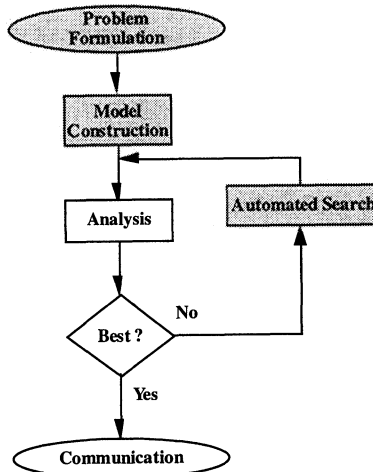 Problem
Formulation
Model
Construction
Analysis
Automated Search
No
Best ?
Yes
Communication